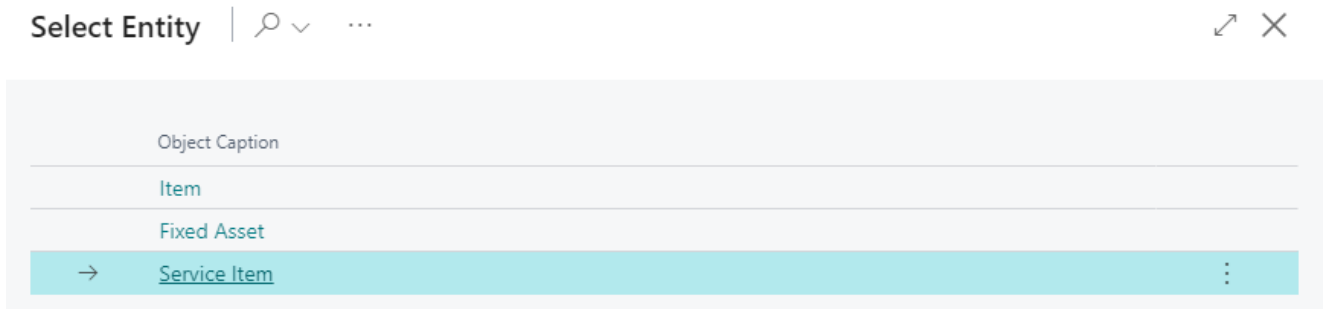 Select Entity
Object Caption
Item
Fixed Asset
Service Item